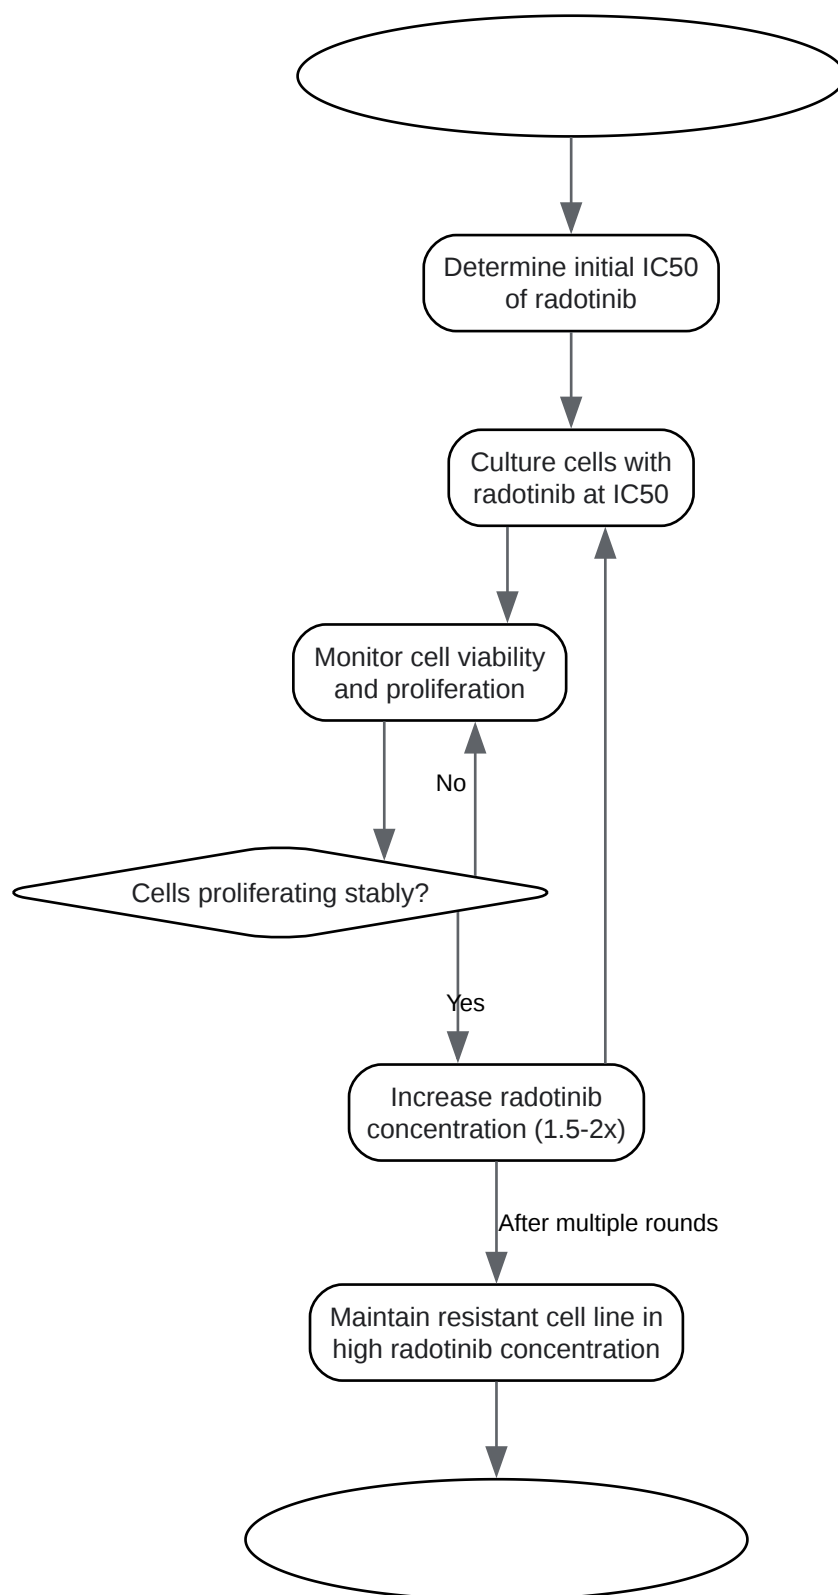 Determine initial IC50
of radotinib
Culture cells with
radotinib at IC50
Monitor cell viability
and proliferation
No
Cells proliferating stably?
Yes
Increase radotinib
concentration (1.5-2x)
After multiple rounds
Maintain resistant cell line in
high radotinib concentration